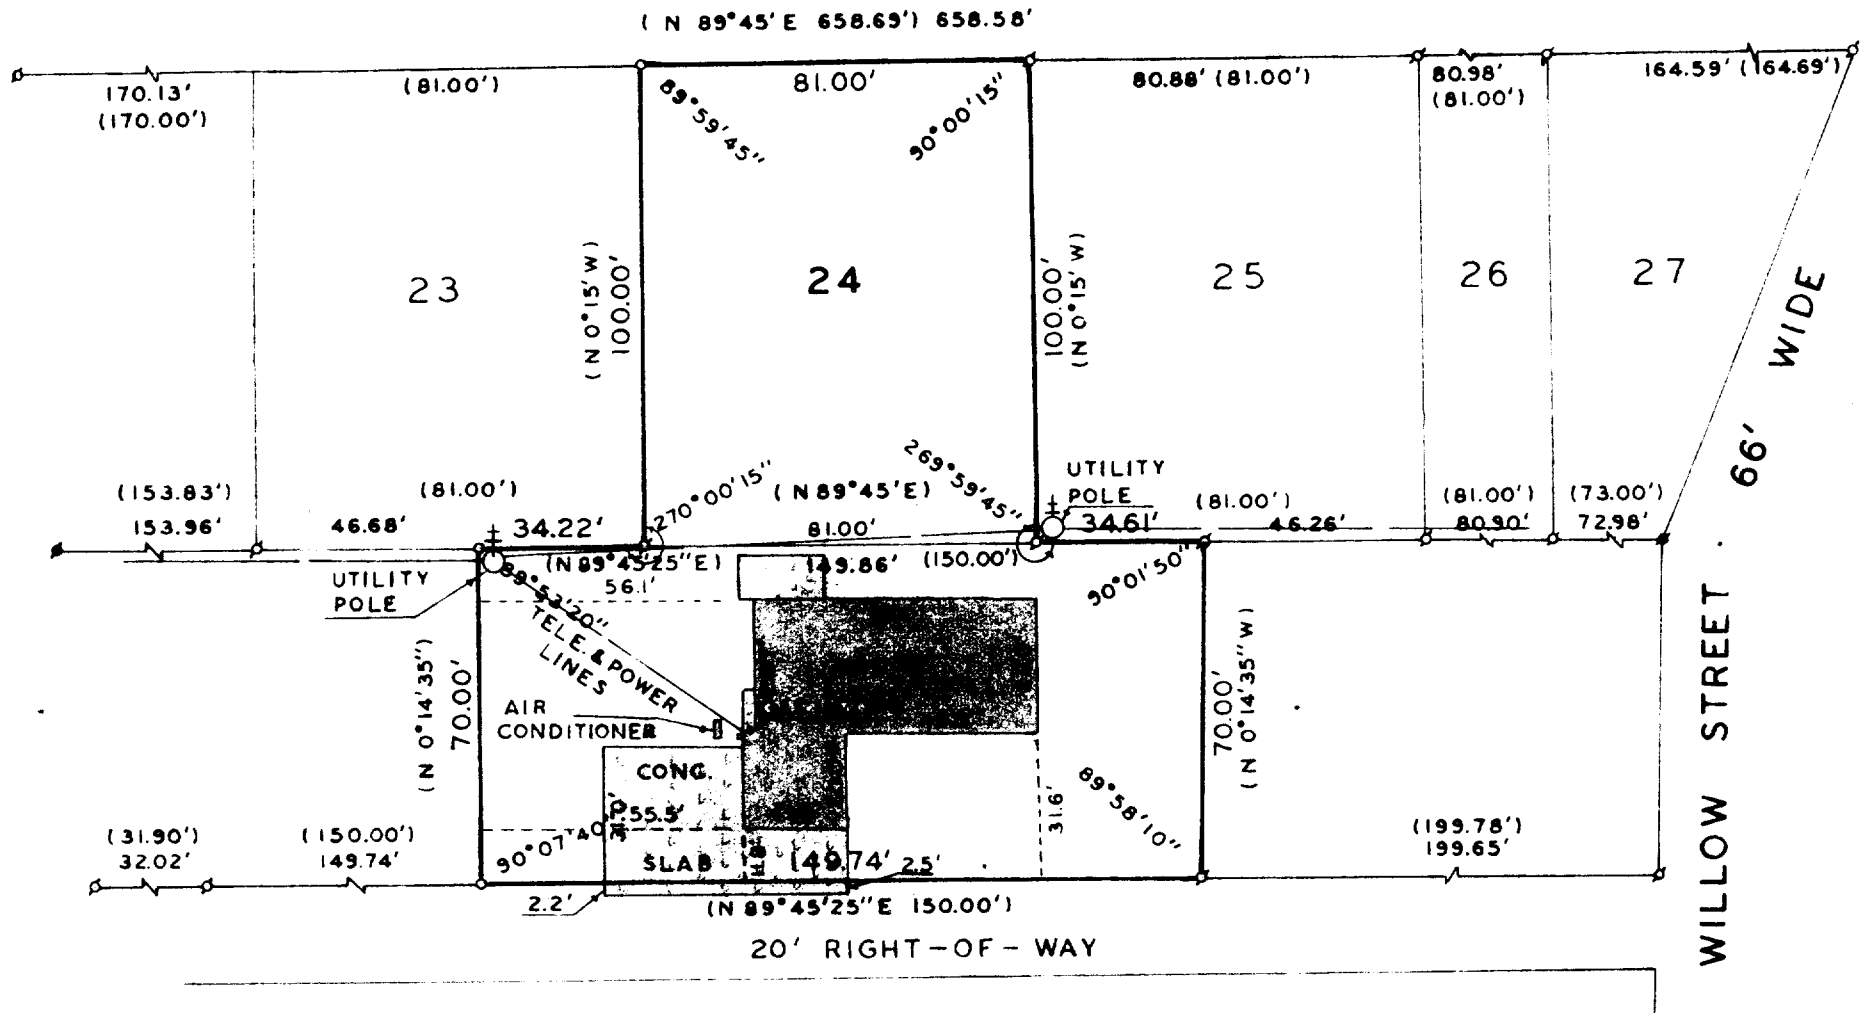 ( N 89°45' E 658.69') 658.58'
170.13'
(170.00')
(81.00')
81.00'
80.88' (81.00')
80.98'
(81.00')
164.59' (164.69')
89°59'45"
90°00'15"
(N 0°15' W)
100.00'
100.00'
(N 0°15' W)
23
24
25
26
27
66' WIDE
WILLOW STREET
(153.83')
153.96'
(81.00')
46.68'
34.22'
270°00'15"
(N 89°45' E)
81.00'
269°59'45"
UTILITY
POLE
34.61'
(81.00')
46.26'
(81.00')
80.90'
(73.00')
72.98'
(N 89°45'25" E)
56.1'
149.86'
(150.00')
90°01'50"
UTILITY
POLE
89°53'20"
TELE. & POWER
LINES
(N 0°14'35")
70.00'
AIR
CONDITIONER
70.00'
(N 0°14'35" W)
CONC.
55.5'
31.6'
89°58'10"
90°07'40"
SLAB
149.74'
2.5'
(31.90')
32.02'
(150.00')
149.74'
(199.78')
199.65'
2.2'
(N 89°45'25" E 150.00')
20' RIGHT-OF-WAY